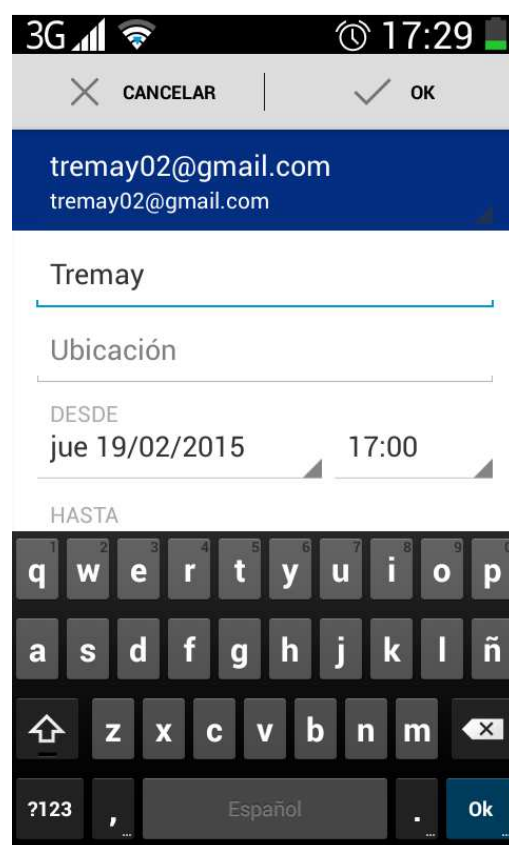 3G 17:29
CANCELAR OK
tremay02@gmail.com
tremay02@gmail.com
Tremay
Ubicación
DESDE
jue 19/02/2015 17:00
HASTA
1 2 3 4 5 6 7 8 9 0
q w e r t y u i o p
a s d f g h j k l ñ
z x c v b n m
?123 , ... Español . ... Ok ...